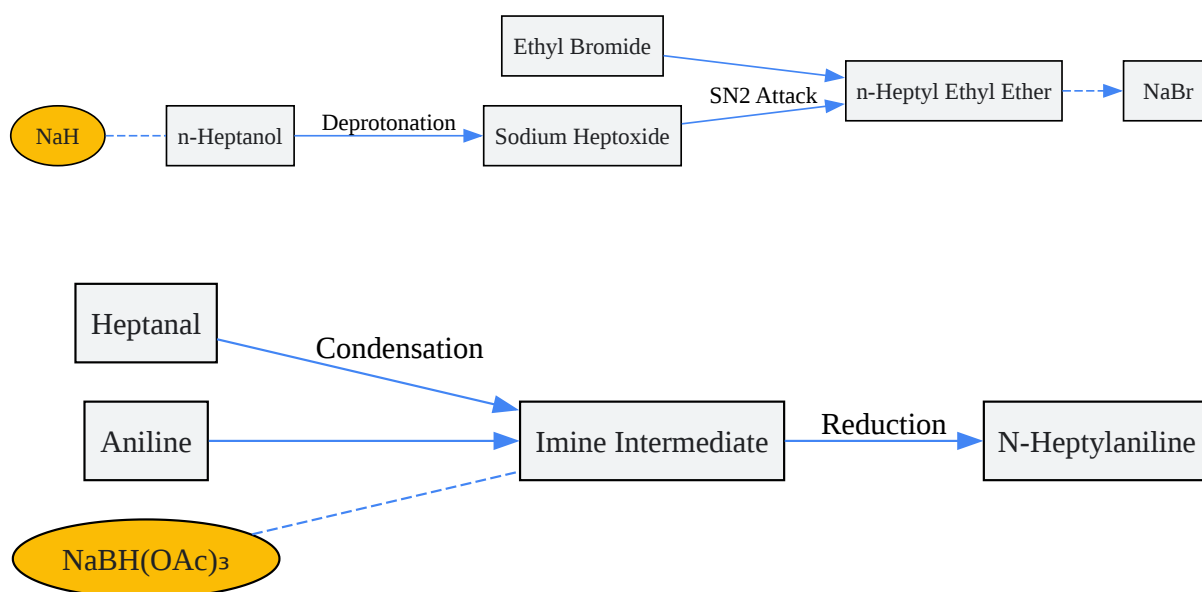 Ethyl Bromide
n-Heptyl Ethyl Ether
NaBr
SN2 Attack
NaH
n-Heptanol
Deprotonation
Sodium Heptoxide
Heptanal
Condensation
Aniline
Imine Intermediate
Reduction
N-Heptylaniline
NaBH(OAc)₃